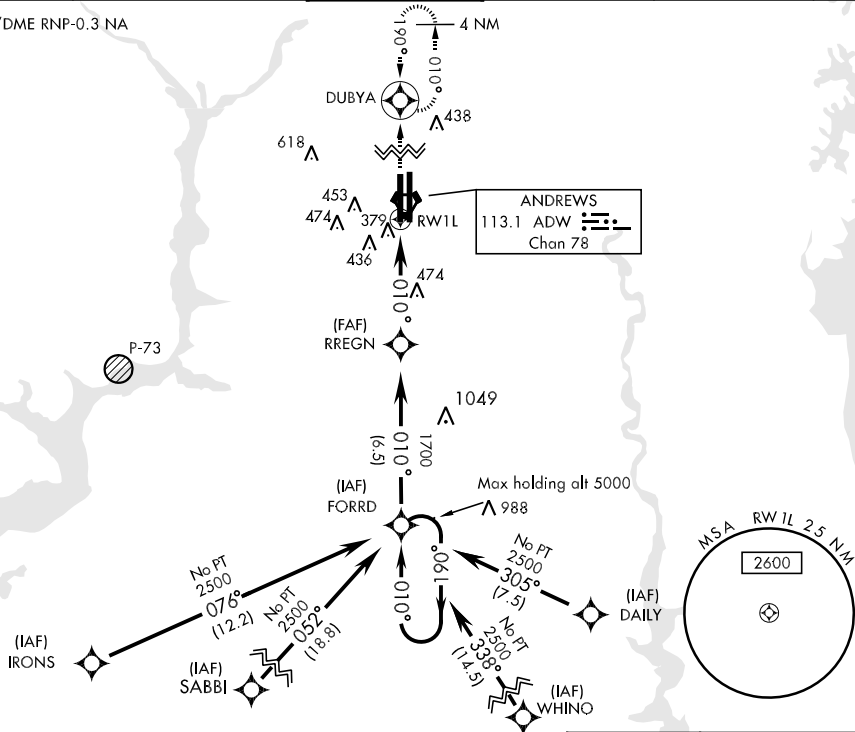 /DME RNP-0.3 NA
4 NM
190°
010°
DUBYA
438
618
453
474
379
RW1L
436
ANDREWS
113.1 ADW
Chan 78
474
010°
(FAF)
RREGN
P-73
1049
010°
1700
(6.5)
(IAF)
FORRD
Max holding alt 5000
988
190°
010°
No PT
2500
076°
(12.2)
No PT
2500
052°
(18.8)
No PT
2500
305°
(7.5)
No PT
2500
338°
(14.5)
(IAF)
IRONS
(IAF)
SABBI
(IAF)
DAILY
(IAF)
WHINO
MSA RW 1L 25 NM
2600